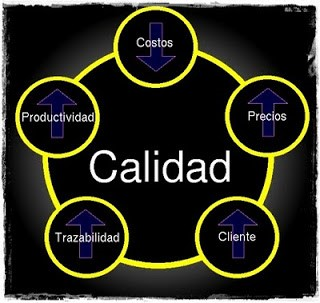 Costos
Productividad
Precios
Calidad
Trazabilidad
Cliente